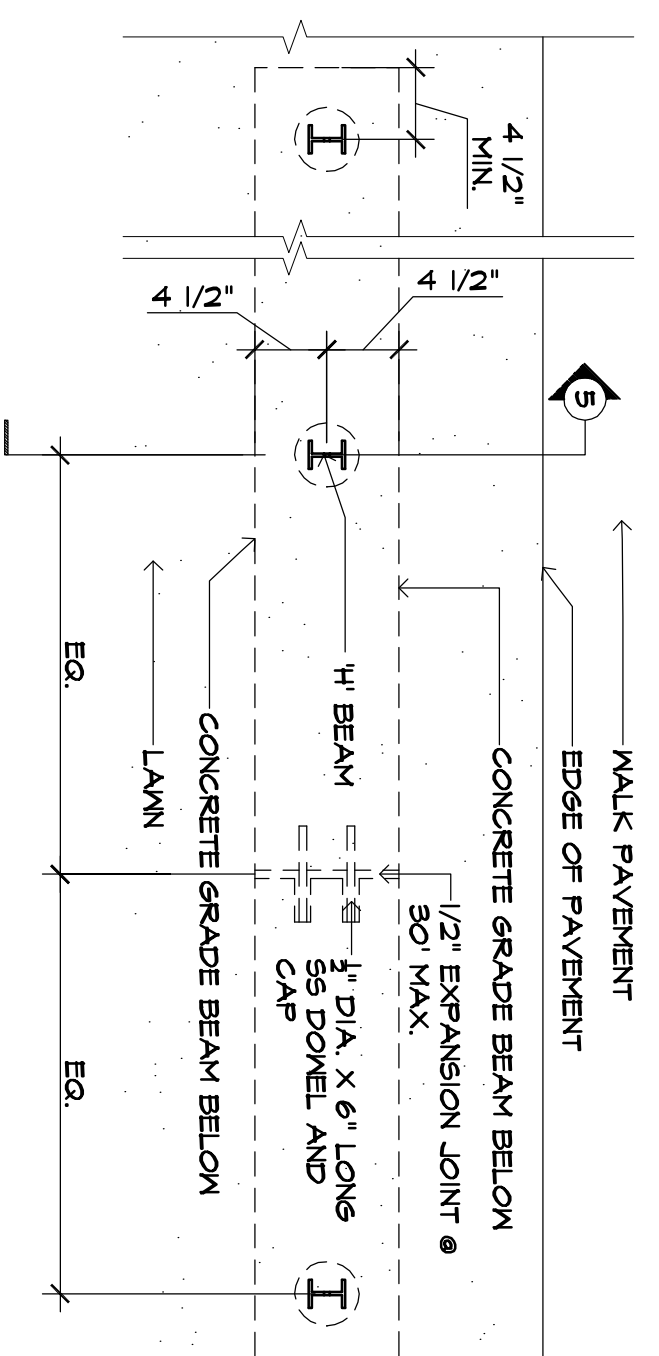 WALK PAVEMENT
EDGE OF PAVEMENT
CONCRETE GRADE BEAM BELOW
1/2" EXPANSION JOINT @
30' MAX.
1/2" DIA. X 6" LONG
SS DOWEL AND
CAP
'H' BEAM
CONCRETE GRADE BEAM BELOW
LAWN
EQ.
EQ.
4 1/2"
MIN.
4 1/2"
4 1/2"
5